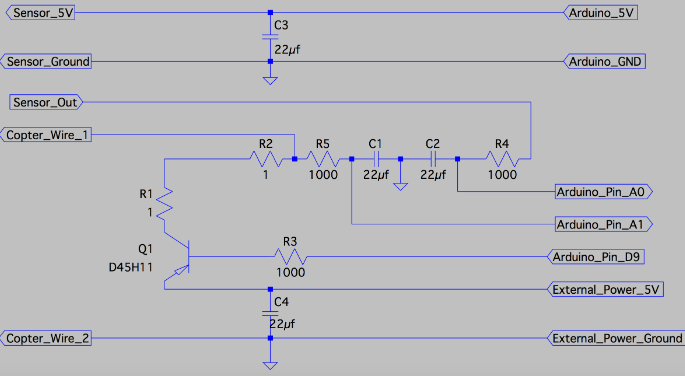 Sensor_5V
Arduino_5V
C3
22µf
Sensor_Ground
Arduino_GND
Sensor_Out
Copter_Wire_1
R2
1
R5
1000
C1
22µf
C2
22µf
R4
1000
R1
1
Arduino_Pin_A0
Arduino_Pin_A1
Q1
D45H11
R3
1000
Arduino_Pin_D9
External_Power_5V
C4
22µf
Copter_Wire_2
External_Power_Ground